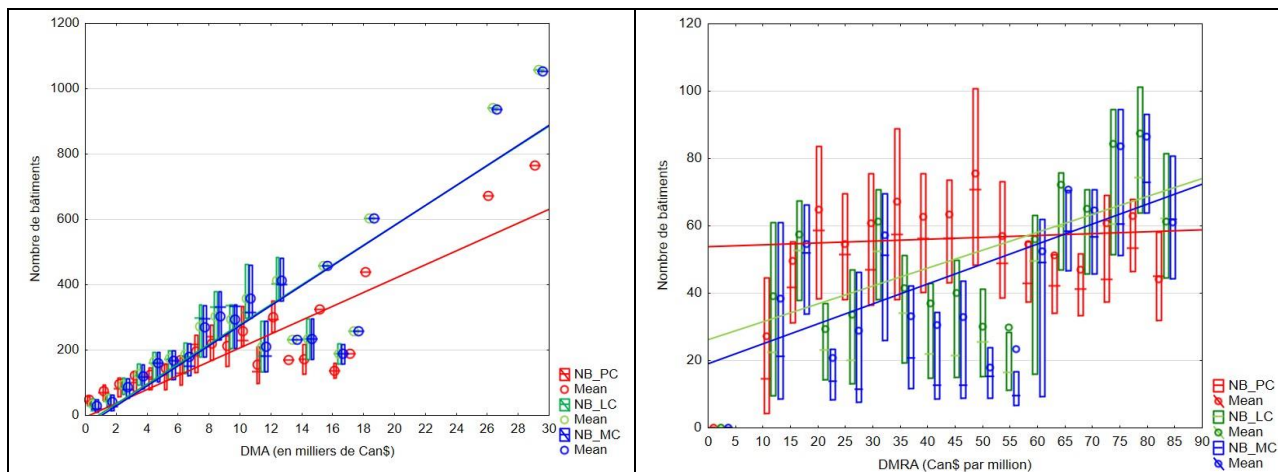 1200
1000
800
600
400
200
0
Nombre de bâtiments
0 2 4 6 8 10 12 14 16 18 20 22 24 26 28 30
DMA (en milliers de Can$)
NB_PC
Mean
NB_LC
Mean
NB_MC
Mean
120
100
80
60
40
20
0
Nombre de bâtiments
0 5 10 15 20 25 30 35 40 45 50 55 60 65 70 75 80 85 90
DMRA (Can$ par million)
NB_PC
Mean
NB_LC
Mean
NB_MC
Mean